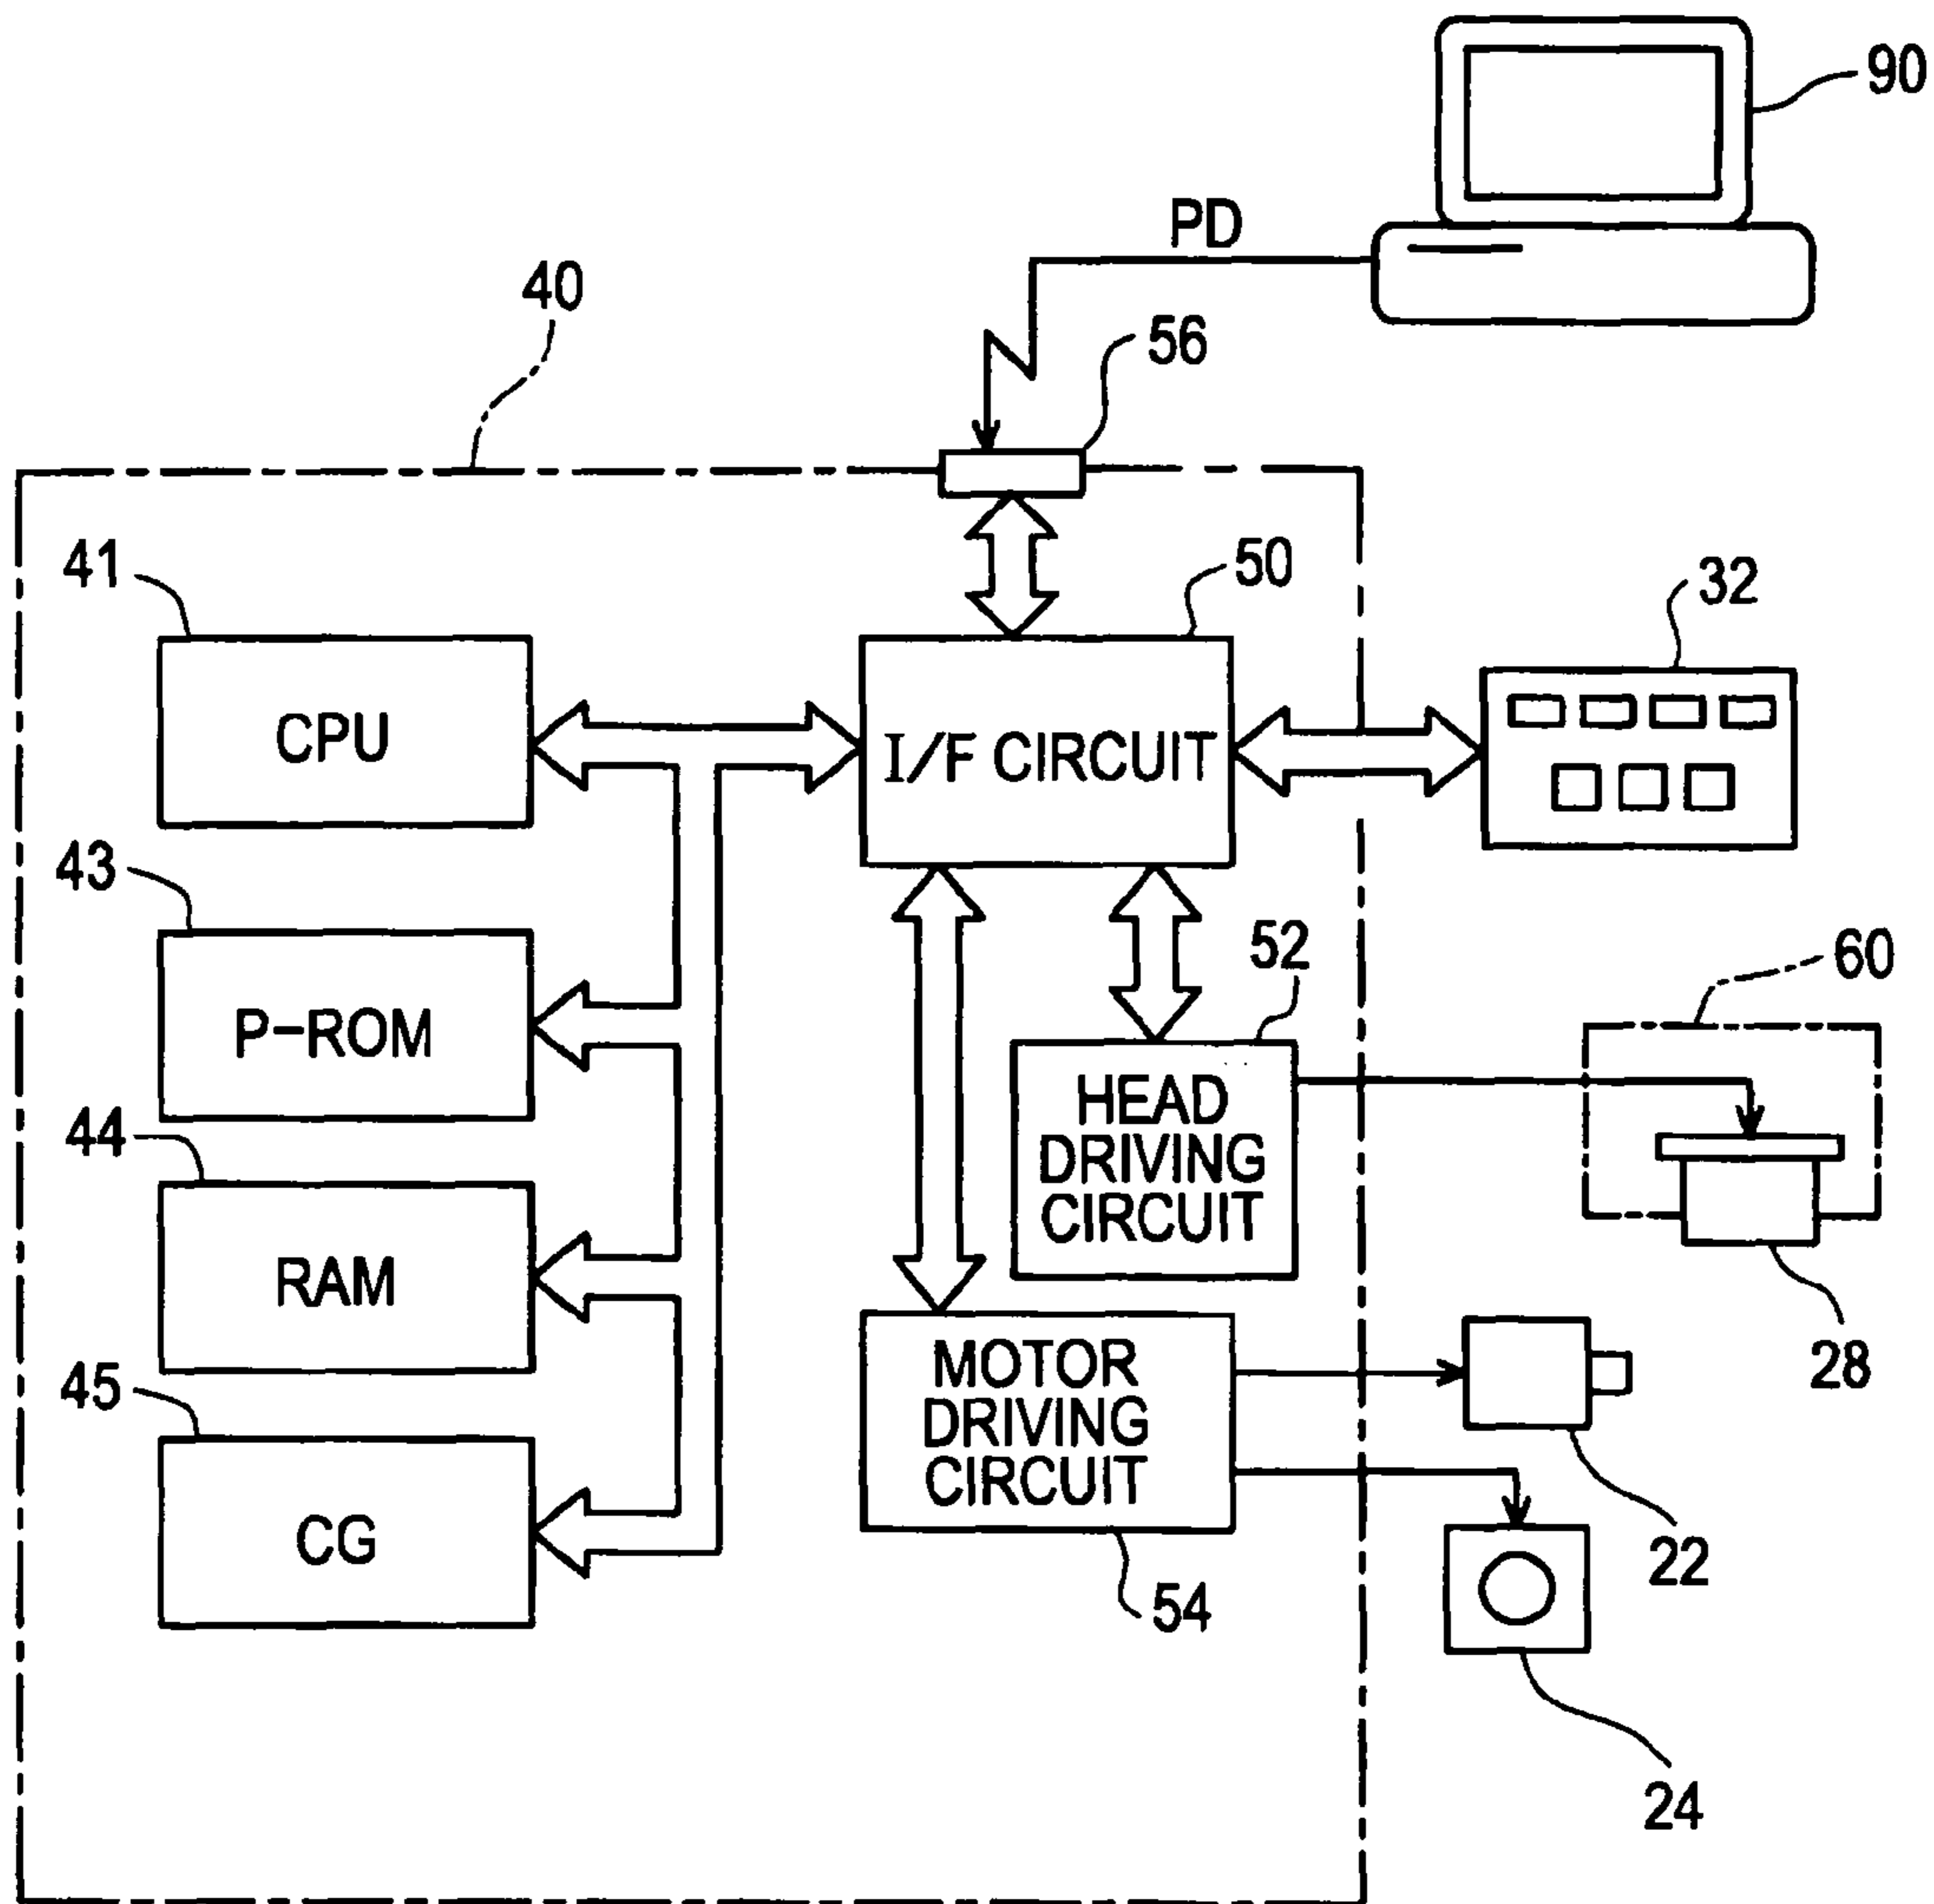 90
PD
40
56
41
50
32
CPU
I/F CIRCUIT
43
52
60
P-ROM
HEAD
DRIVING
CIRCUIT
44
RAM
28
MOTOR
DRIVING
CIRCUIT
45
CG
22
54
24